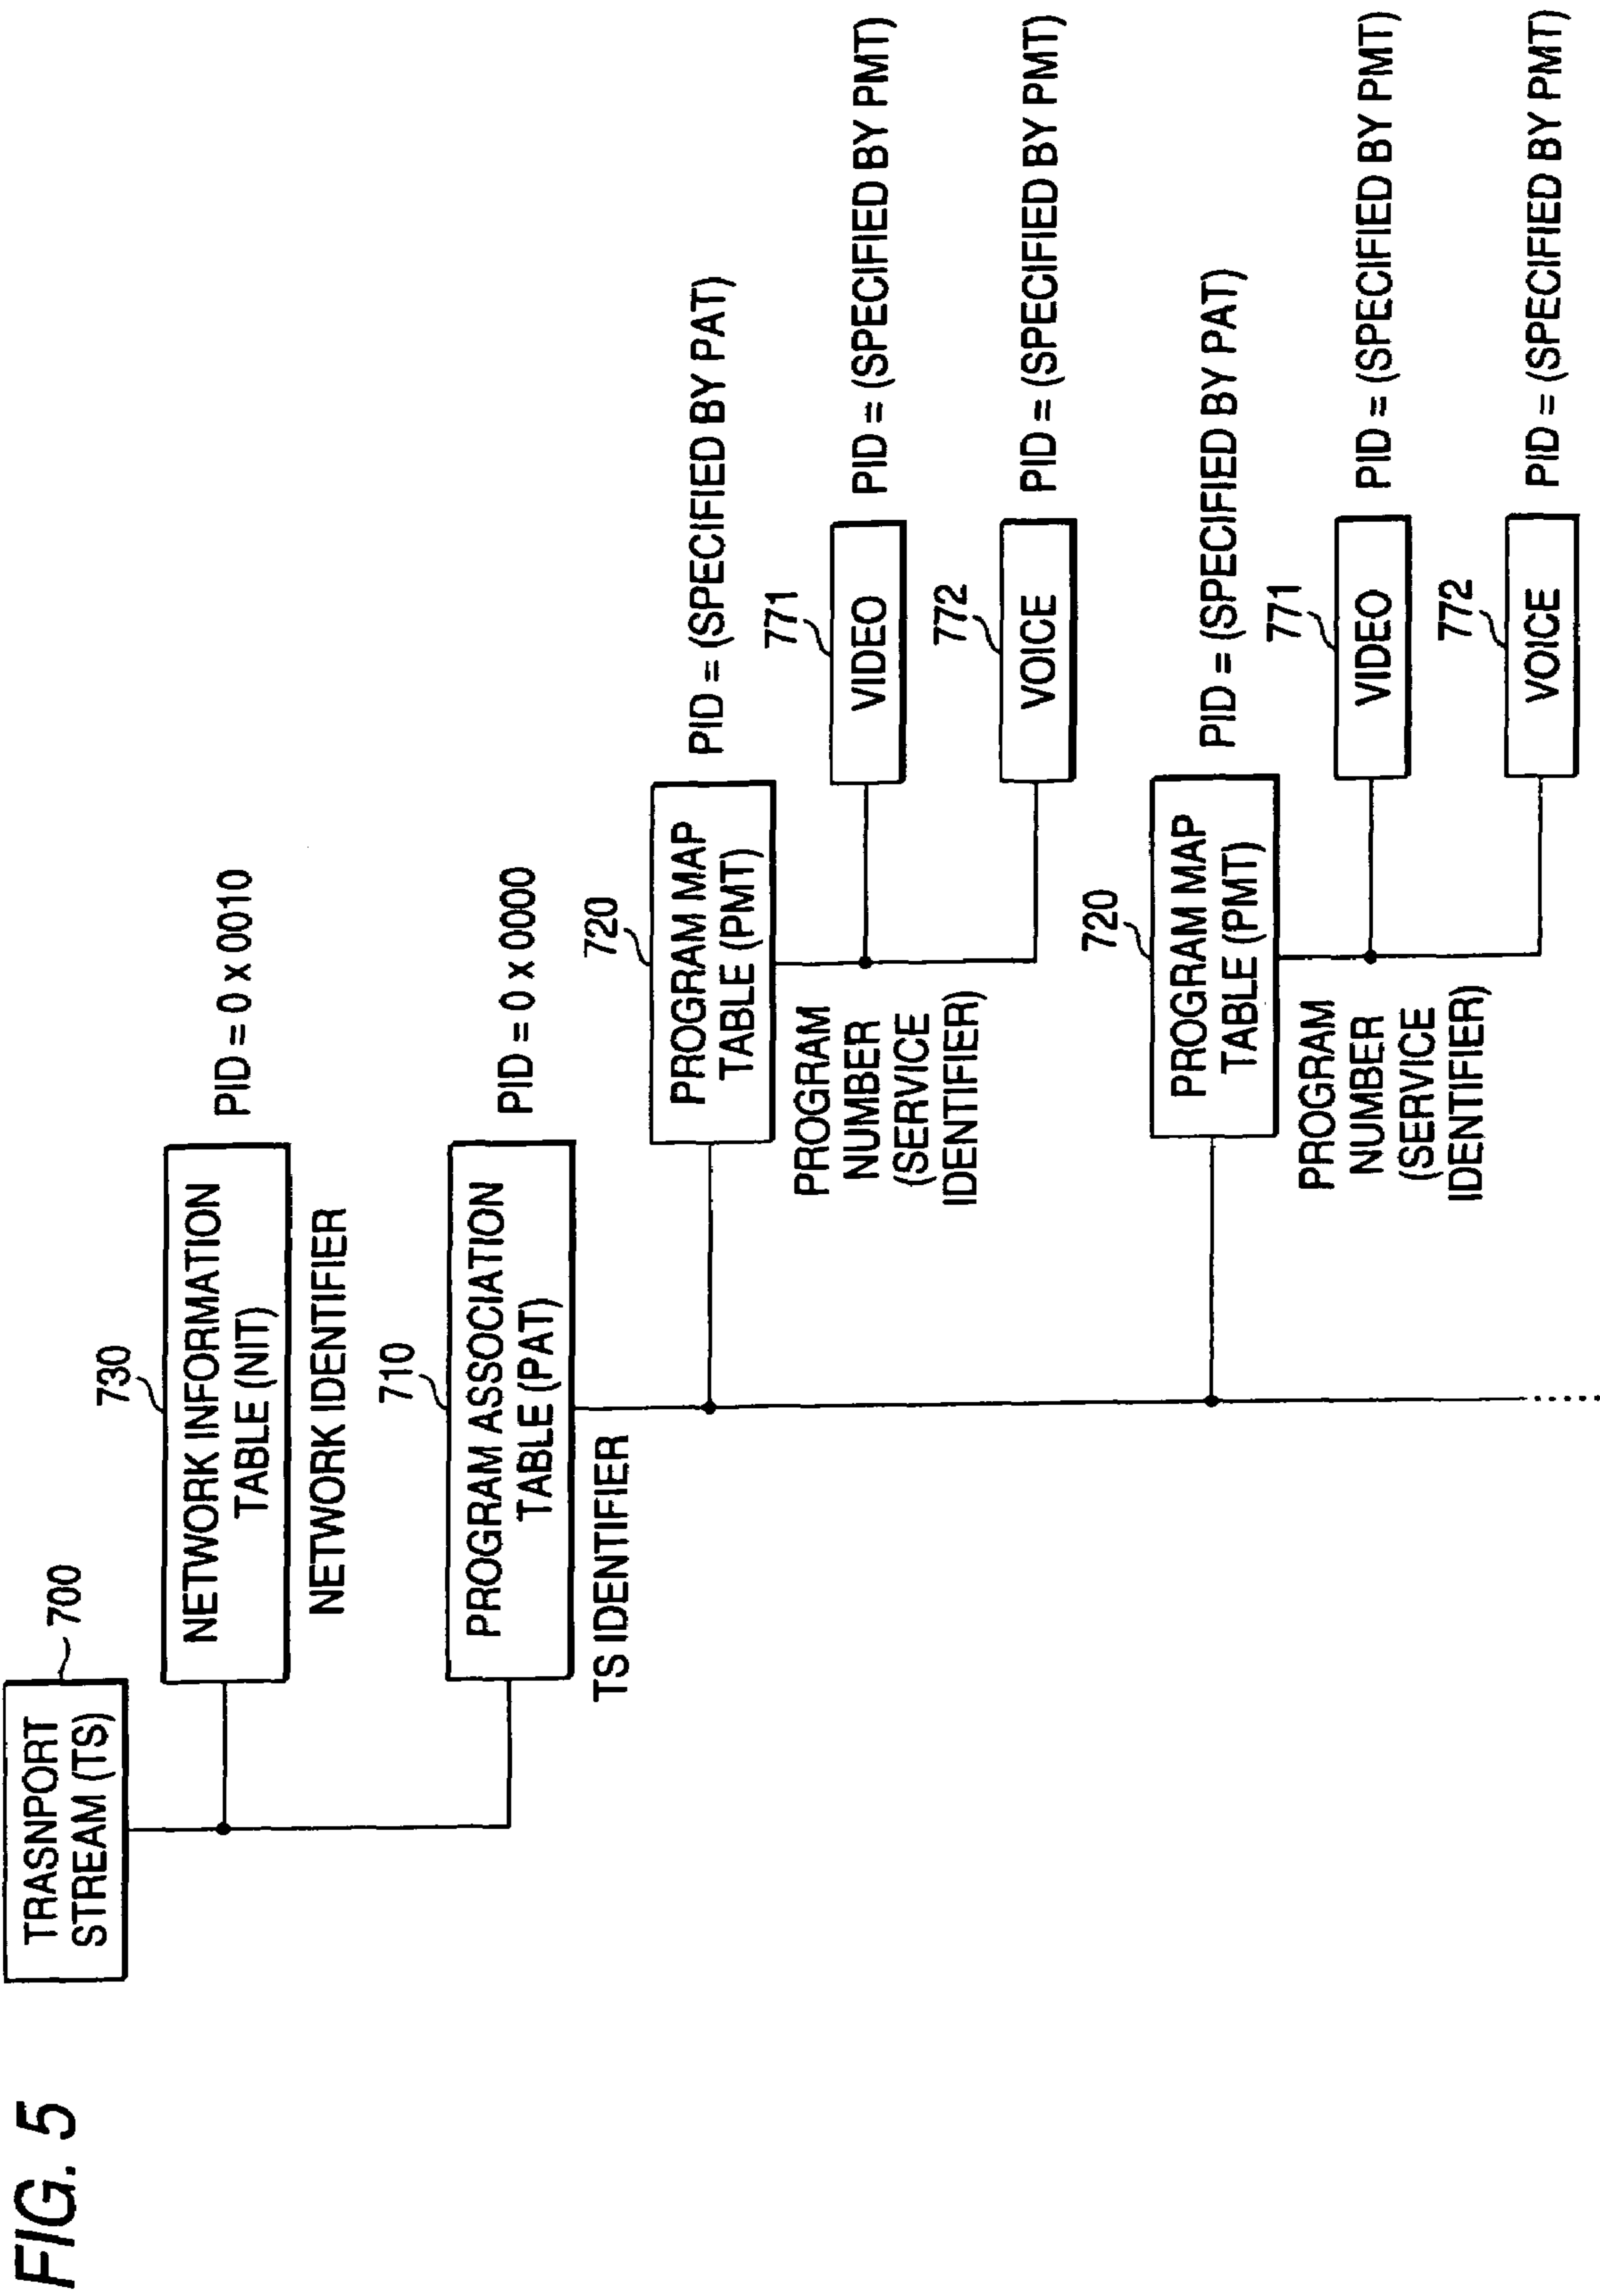 FIG. 5
TRASNPORT
STREAM (TS)
700
730
NETWORK INFORMATION
TABLE (NIT)
PID = 0 x 0010
NETWORK IDENTIFIER
710
PROGRAM ASSOCIATION
TABLE (PAT)
PID = 0 x 0000
TS IDENTIFIER
720
PROGRAM MAP
TABLE (PMT)
PID = (SPECIFIED BY PAT)
PROGRAM
NUMBER
(SERVICE
IDENTIFIER)
771
VIDEO
PID = (SPECIFIED BY PMT)
772
VOICE
PID = (SPECIFIED BY PMT)
720
PROGRAM MAP
TABLE (PMT)
PID = (SPECIFIED BY PAT)
PROGRAM
NUMBER
(SERVICE
IDENTIFIER)
771
VIDEO
PID = (SPECIFIED BY PMT)
772
VOICE
PID = (SPECIFIED BY PMT)